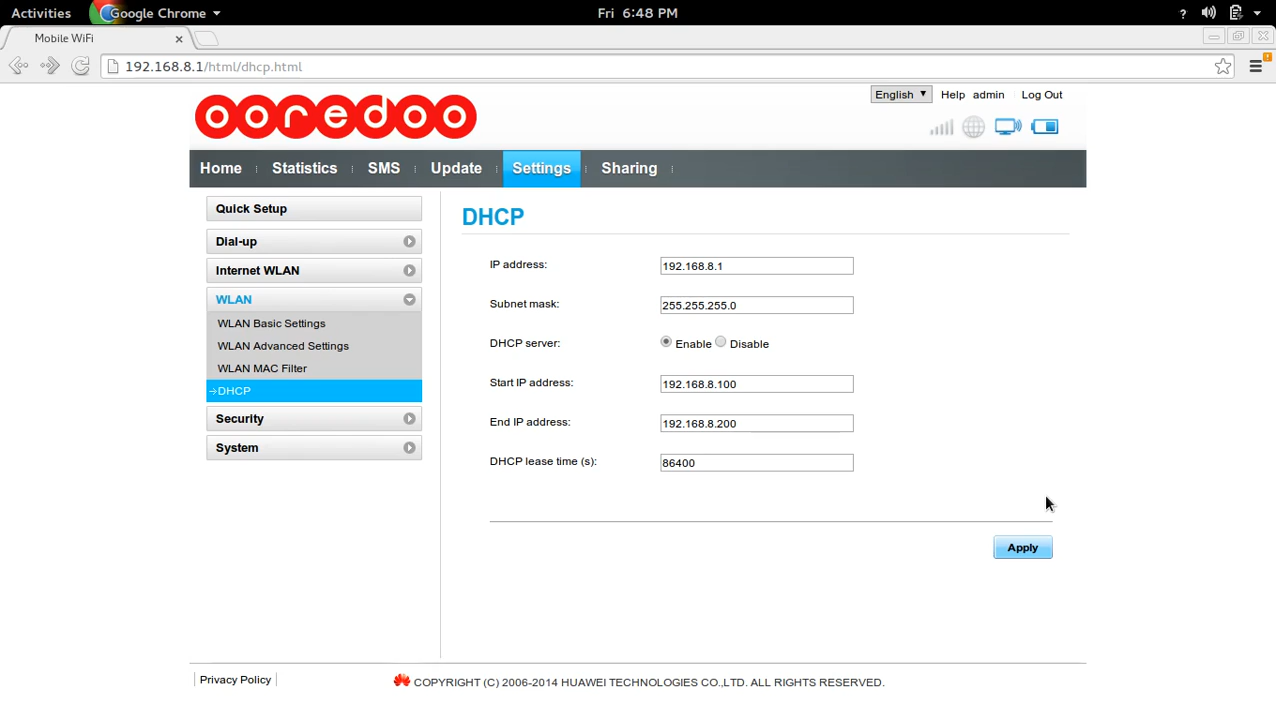 Activities Google Chrome Fri 6:48 PM ?
Mobile WiFi
192.168.8.1/html/dhcp.html
English Help admin Log Out
ooredoo
Home Statistics SMS Update Settings Sharing
Quick Setup
Dial-up
Internet WLAN
WLAN
WLAN Basic Settings
WLAN Advanced Settings
WLAN MAC Filter
DHCP
Security
System
DHCP
IP address: 192.168.8.1
Subnet mask: 255.255.255.0
DHCP server: Enable Disable
Start IP address: 192.168.8.100
End IP address: 192.168.8.200
DHCP lease time (s): 86400
Apply
Privacy Policy COPYRIGHT (C) 2006-2014 HUAWEI TECHNOLOGIES CO.,LTD. ALL RIGHTS RESERVED.